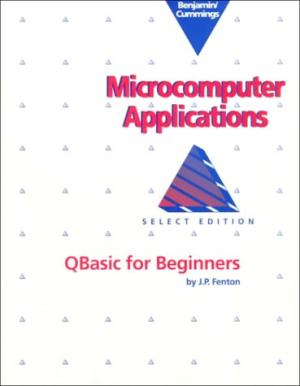 Benjamin/
Cummings
Microcomputer
Applications
SELECT EDITION
QBasic for Beginners
by J.P. Fenton